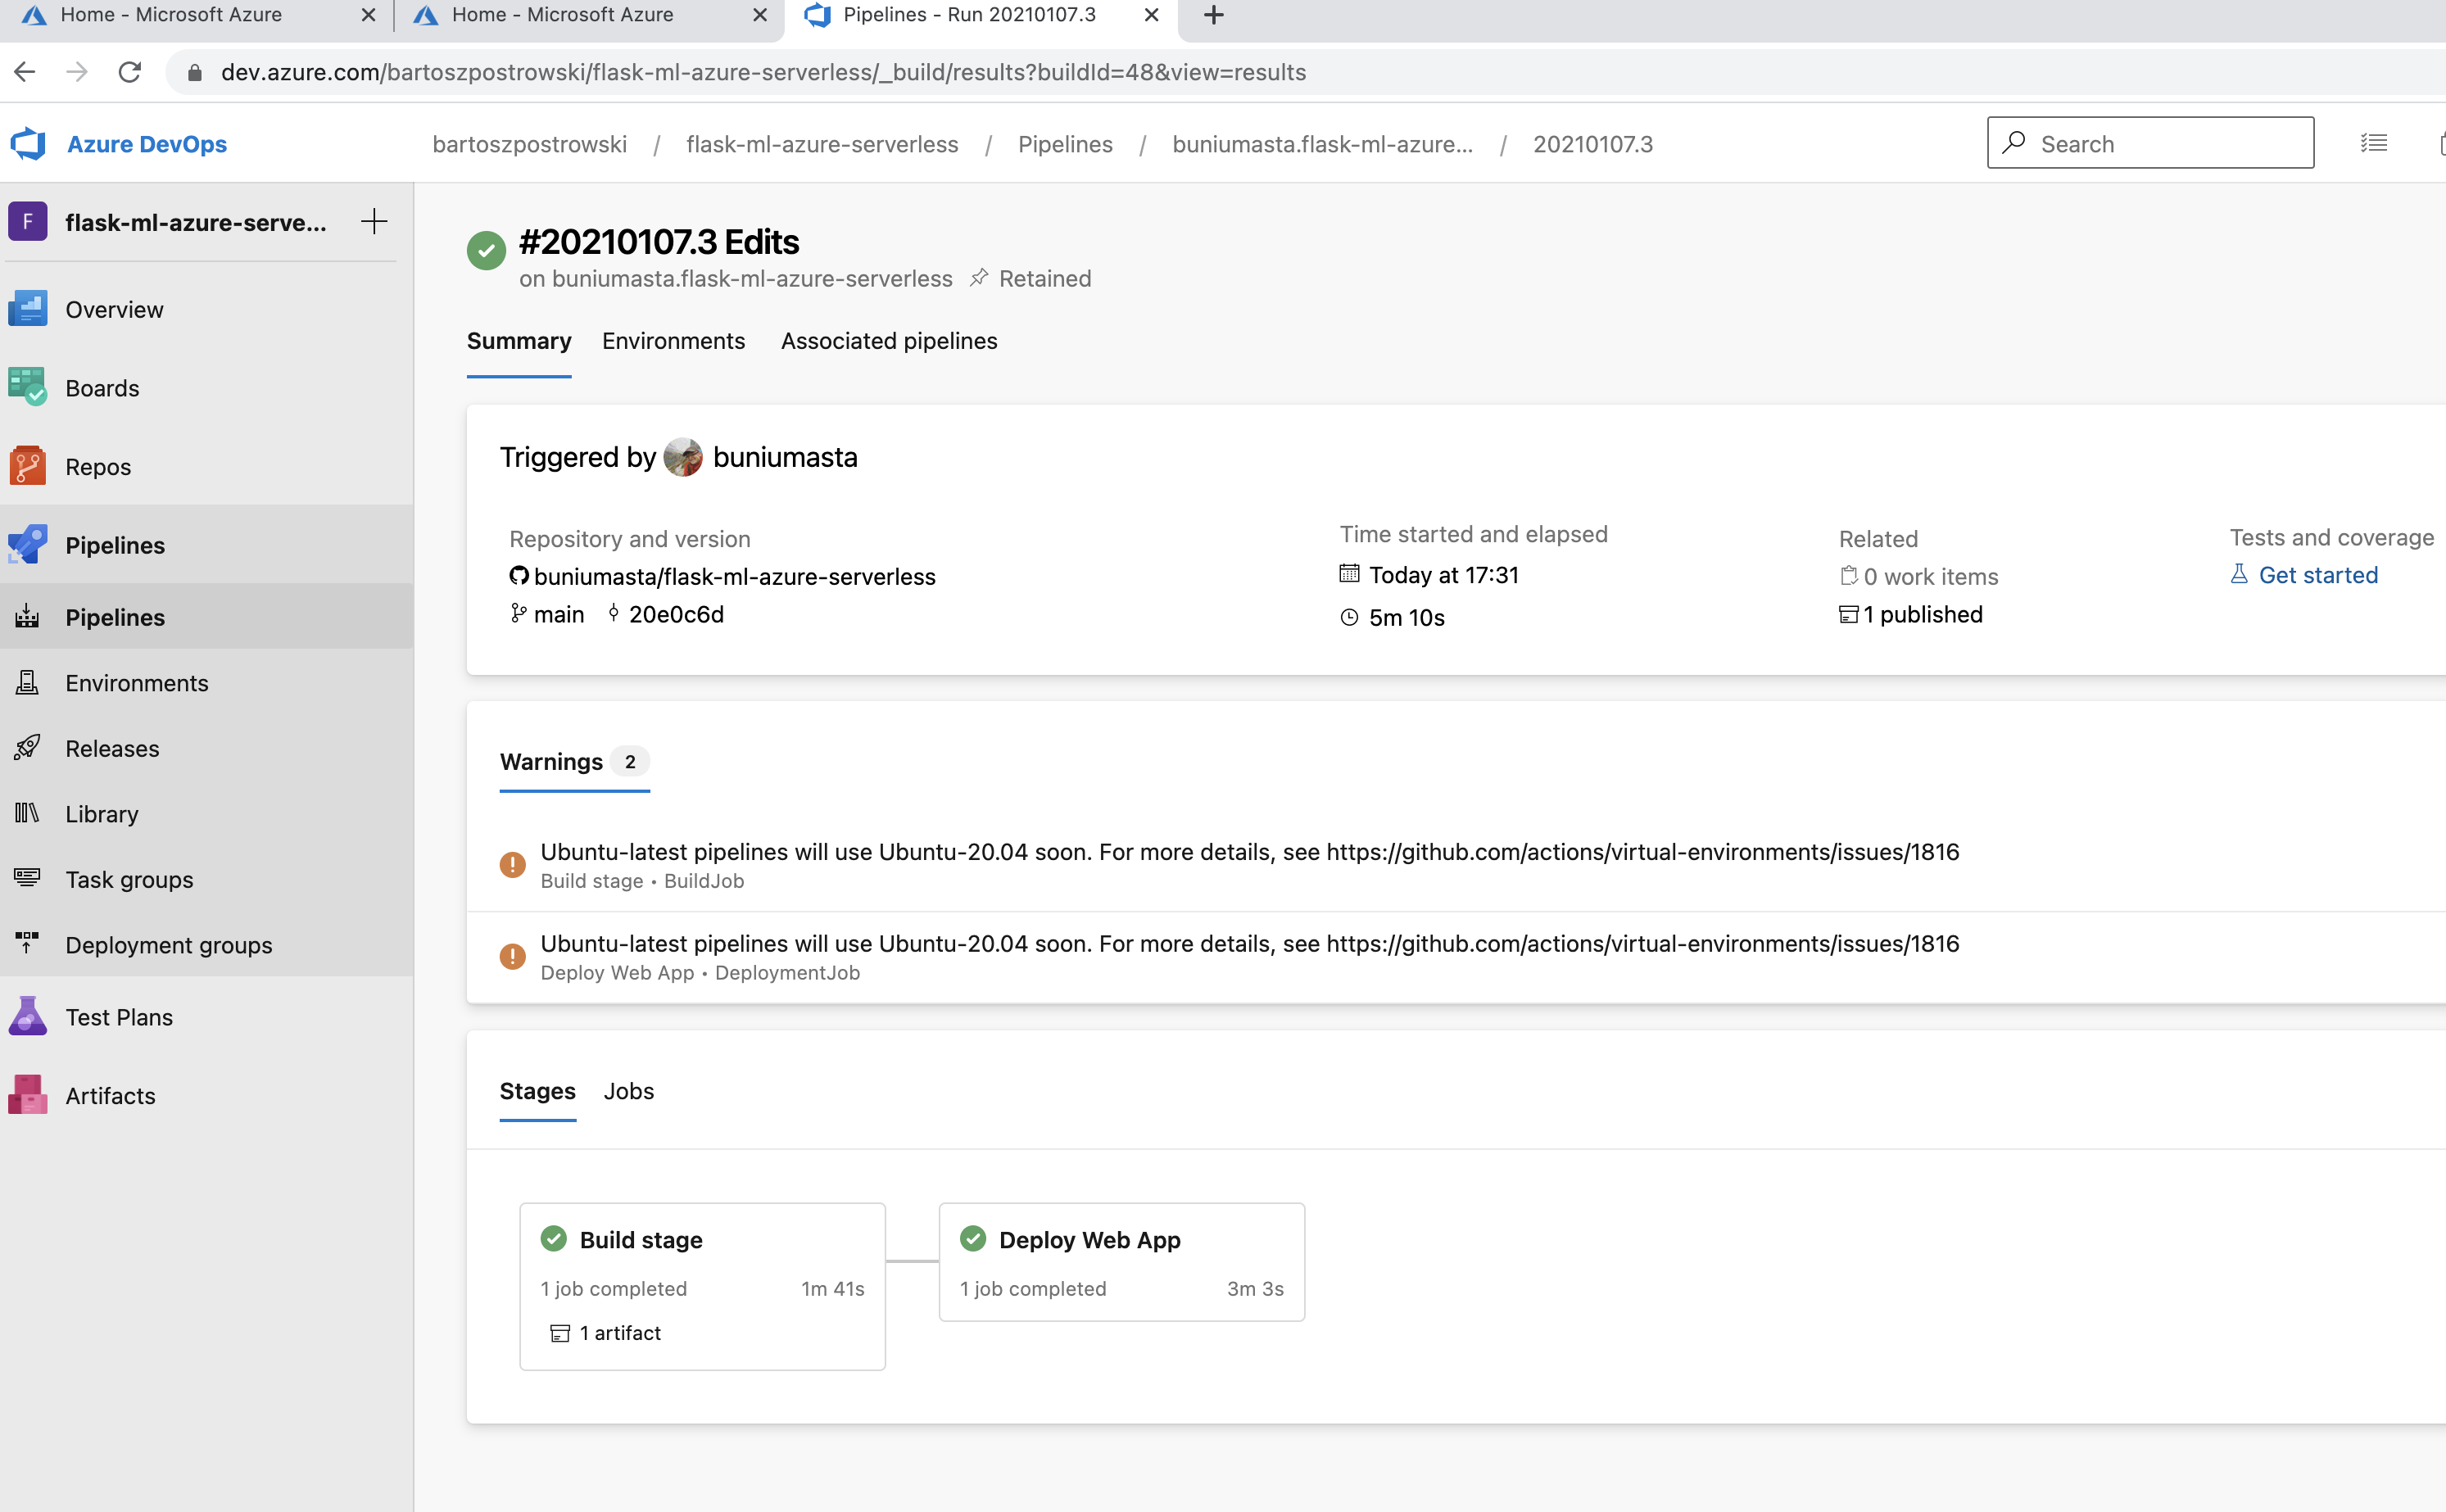 Home - Microsoft Azure
Home - Microsoft Azure
Pipelines - Run 20210107.3
dev.azure.com/bartoszpostrowski/flask-ml-azure-serverless/_build/results?buildId=48&view=results
Azure DevOps
bartoszpostrowski / flask-ml-azure-serverless / Pipelines / buniumasta.flask-ml-azure... / 20210107.3
Search
F flask-ml-azure-serve...
Overview
Boards
Repos
Pipelines
Pipelines
Environments
Releases
Library
Task groups
Deployment groups
Test Plans
Artifacts
#20210107.3 Edits
on buniumasta.flask-ml-azure-serverless Retained
Summary Environments Associated pipelines
Triggered by buniumasta
Repository and version
buniumasta/flask-ml-azure-serverless
main 20e0c6d
Time started and elapsed
Today at 17:31
5m 10s
Related
0 work items
1 published
Tests and coverage
Get started
Warnings 2
Ubuntu-latest pipelines will use Ubuntu-20.04 soon. For more details, see https://github.com/actions/virtual-environments/issues/1816
Build stage • BuildJob
Ubuntu-latest pipelines will use Ubuntu-20.04 soon. For more details, see https://github.com/actions/virtual-environments/issues/1816
Deploy Web App • DeploymentJob
Stages Jobs
Build stage
1 job completed 1m 41s
1 artifact
Deploy Web App
1 job completed 3m 3s